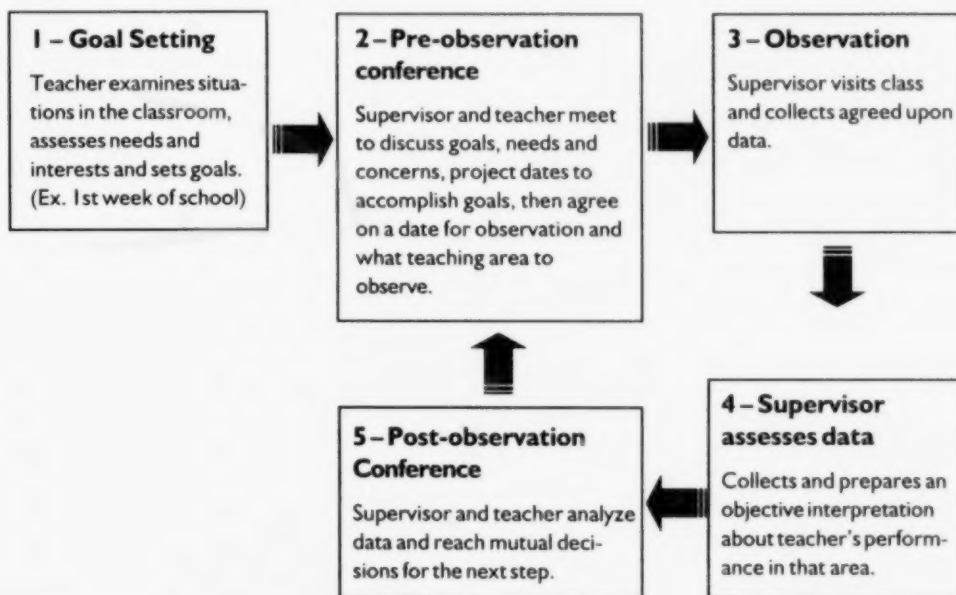 1 – Goal Setting
Teacher examines situa-
tions in the classroom,
assesses needs and
interests and sets goals.
(Ex. 1st week of school)
2 – Pre-observation
conference
Supervisor and teacher meet
to discuss goals, needs and
concerns, project dates to
accomplish goals, then agree
on a date for observation and
what teaching area to
observe.
3 – Observation
Supervisor visits class
and collects agreed upon
data.
4 – Supervisor
assesses data
Collects and prepares an
objective interpretation
about teacher's perform-
ance in that area.
5 – Post-observation
Conference
Supervisor and teacher analyze
data and reach mutual deci-
sions for the next step.